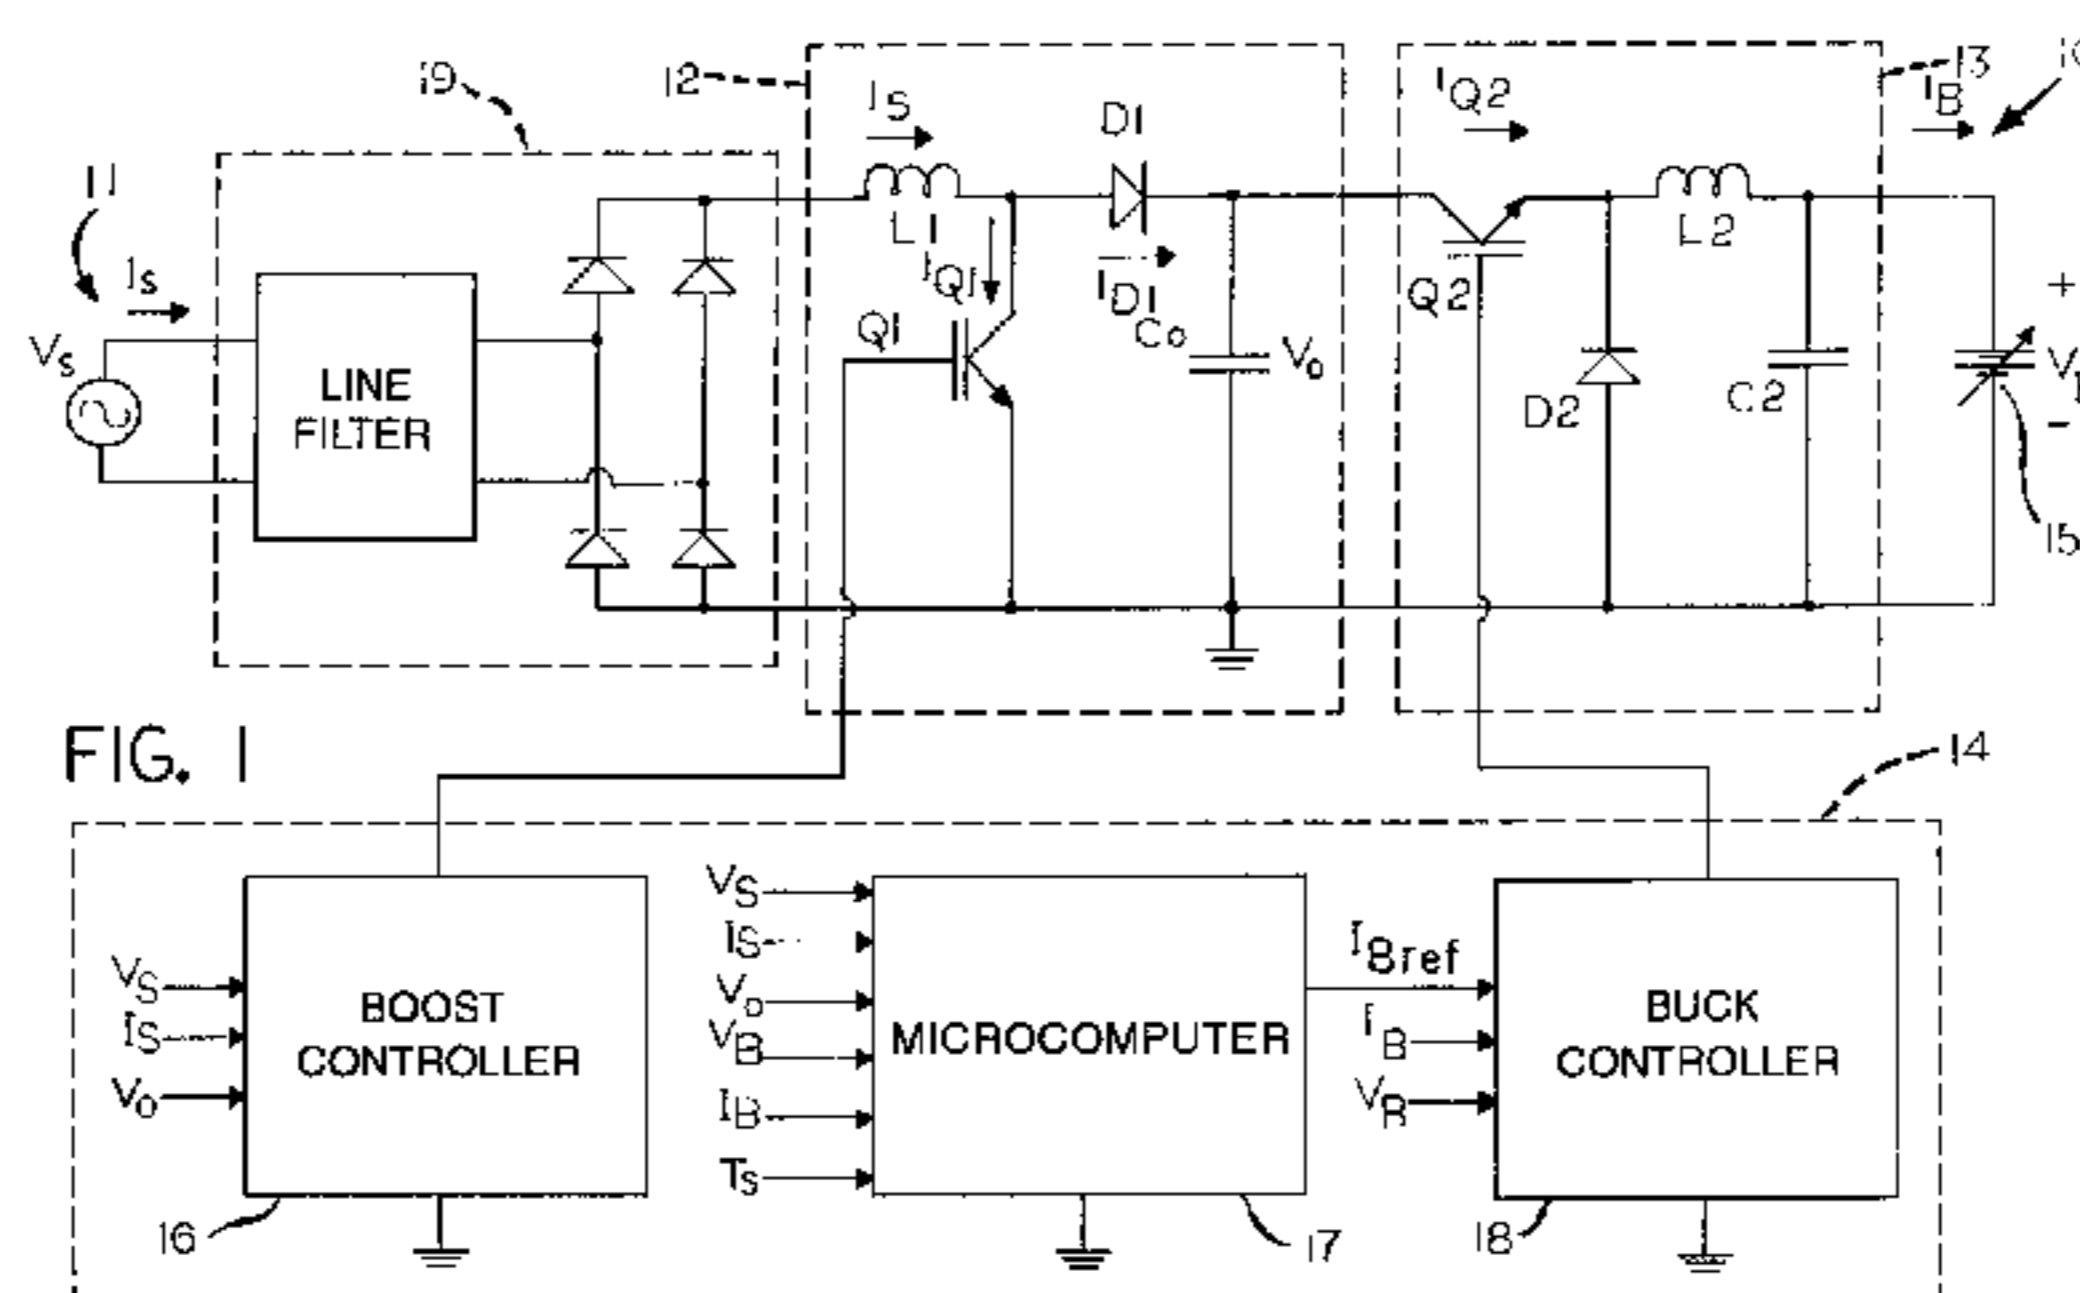 19
12
IS
D1
IQ2
13
IB
11
Is
L1
L2
IQ1
ID1
Q2
+
Vs
Q1
Co
Vo
LINE
FILTER
D2
C2
-
15
FIG. 1
14
VS
IS
Vo
VB
IB
TS
MICROCOMPUTER
VS
IS
Vo
BOOST
CONTROLLER
I8ref
IB
VB
BUCK
CONTROLLER
16
17
18